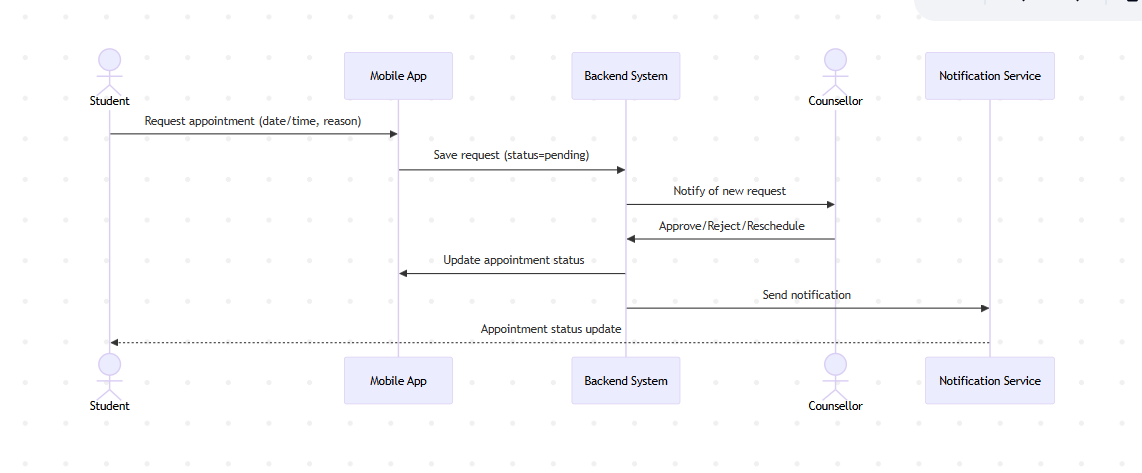 Mobile App
Backend System
Notification Service
Student
Counsellor
Request appointment (date/time, reason)
Save request (status=pending)
Notify of new request
Approve/Reject/Reschedule
Update appointment status
Send notification
Appointment status update
Mobile App
Backend System
Notification Service
Student
Counsellor